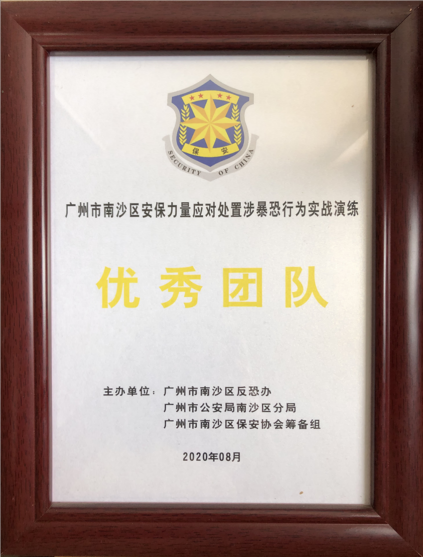 保 安
SECURITY OF CHINA
广州市南沙区安保力量应对处置涉暴恐行为实战演练
优秀团队
主办单位：广州市南沙区反恐办
广州市公安局南沙区分局
广州市南沙区保安协会筹备组
2020年08月